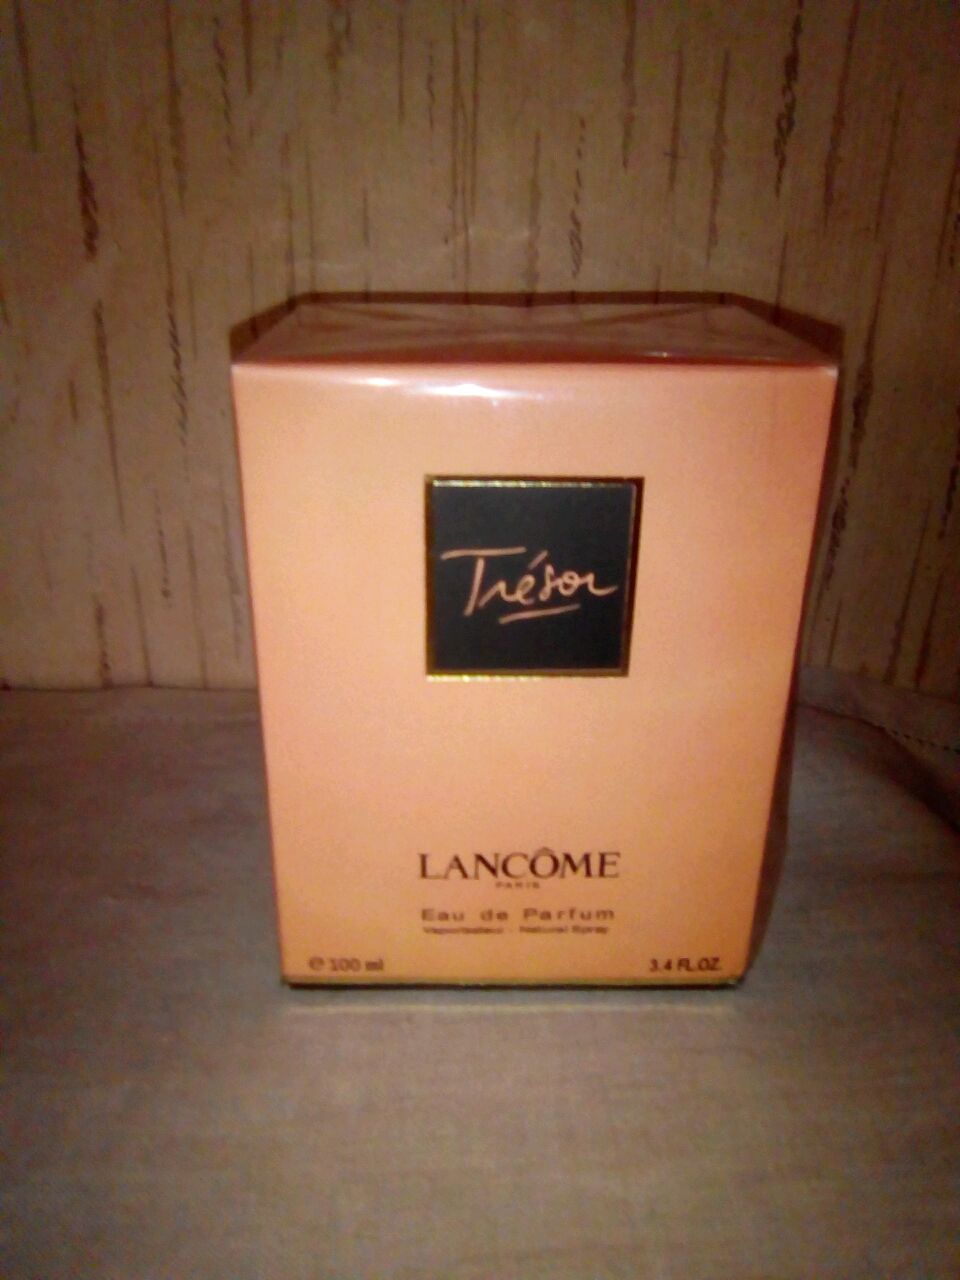 Trésor
LANCÔME
PARIS
Eau de Parfum
Vaporisateur - Natural Spray
℮ 100 ml
3.4 FL.OZ.